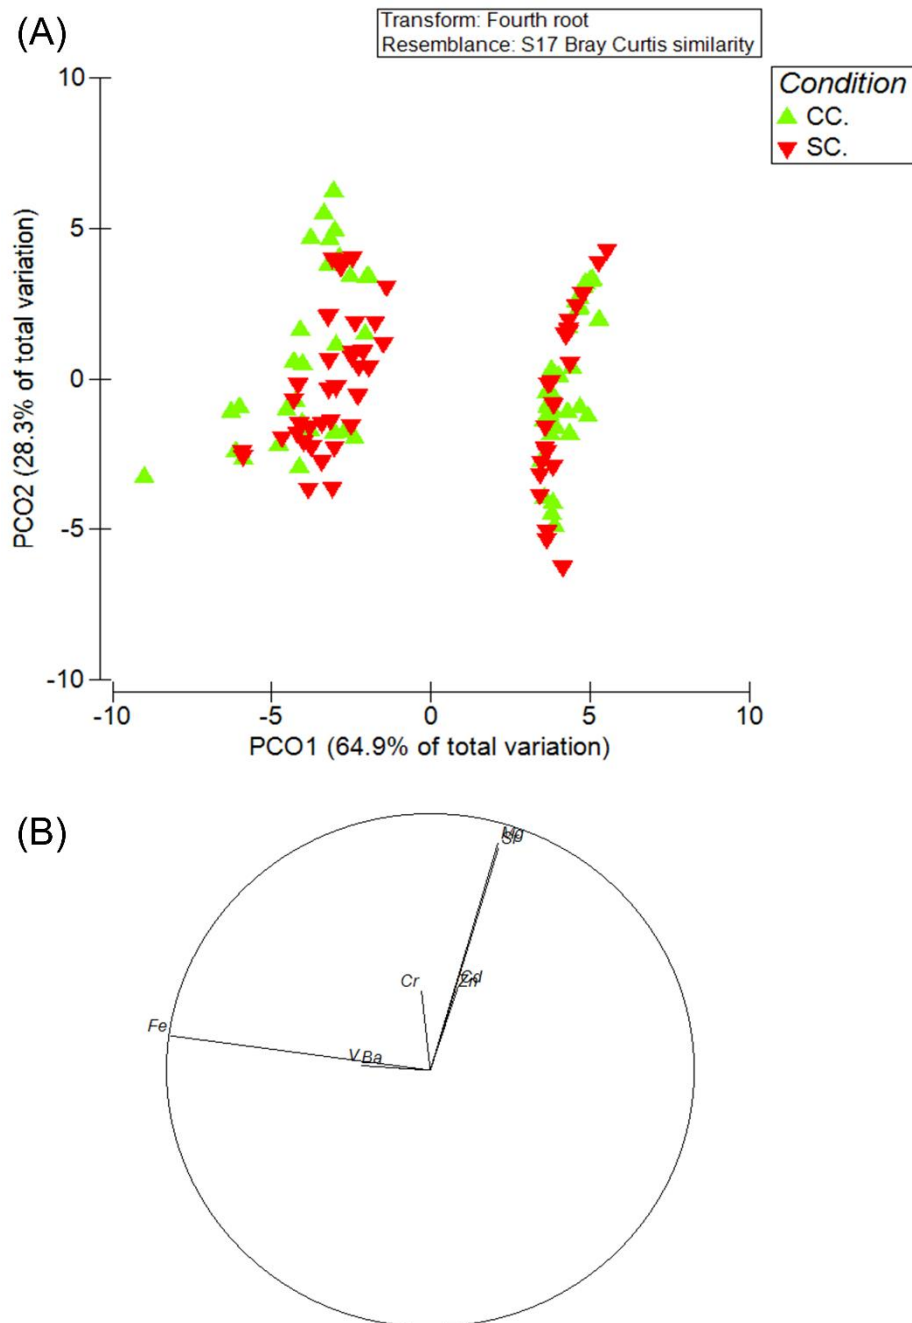 (A)
Transform: Fourth root
Resemblance: S17 Bray Curtis similarity
Condition
CC.
SC.
10
5
0
-5
-10
PCO2 (28.3% of total variation)
-10
-5
0
5
10
PCO1 (64.9% of total variation)
(B)
Mg
Sr
Cd
Zn
Cr
Fe
V
Ba